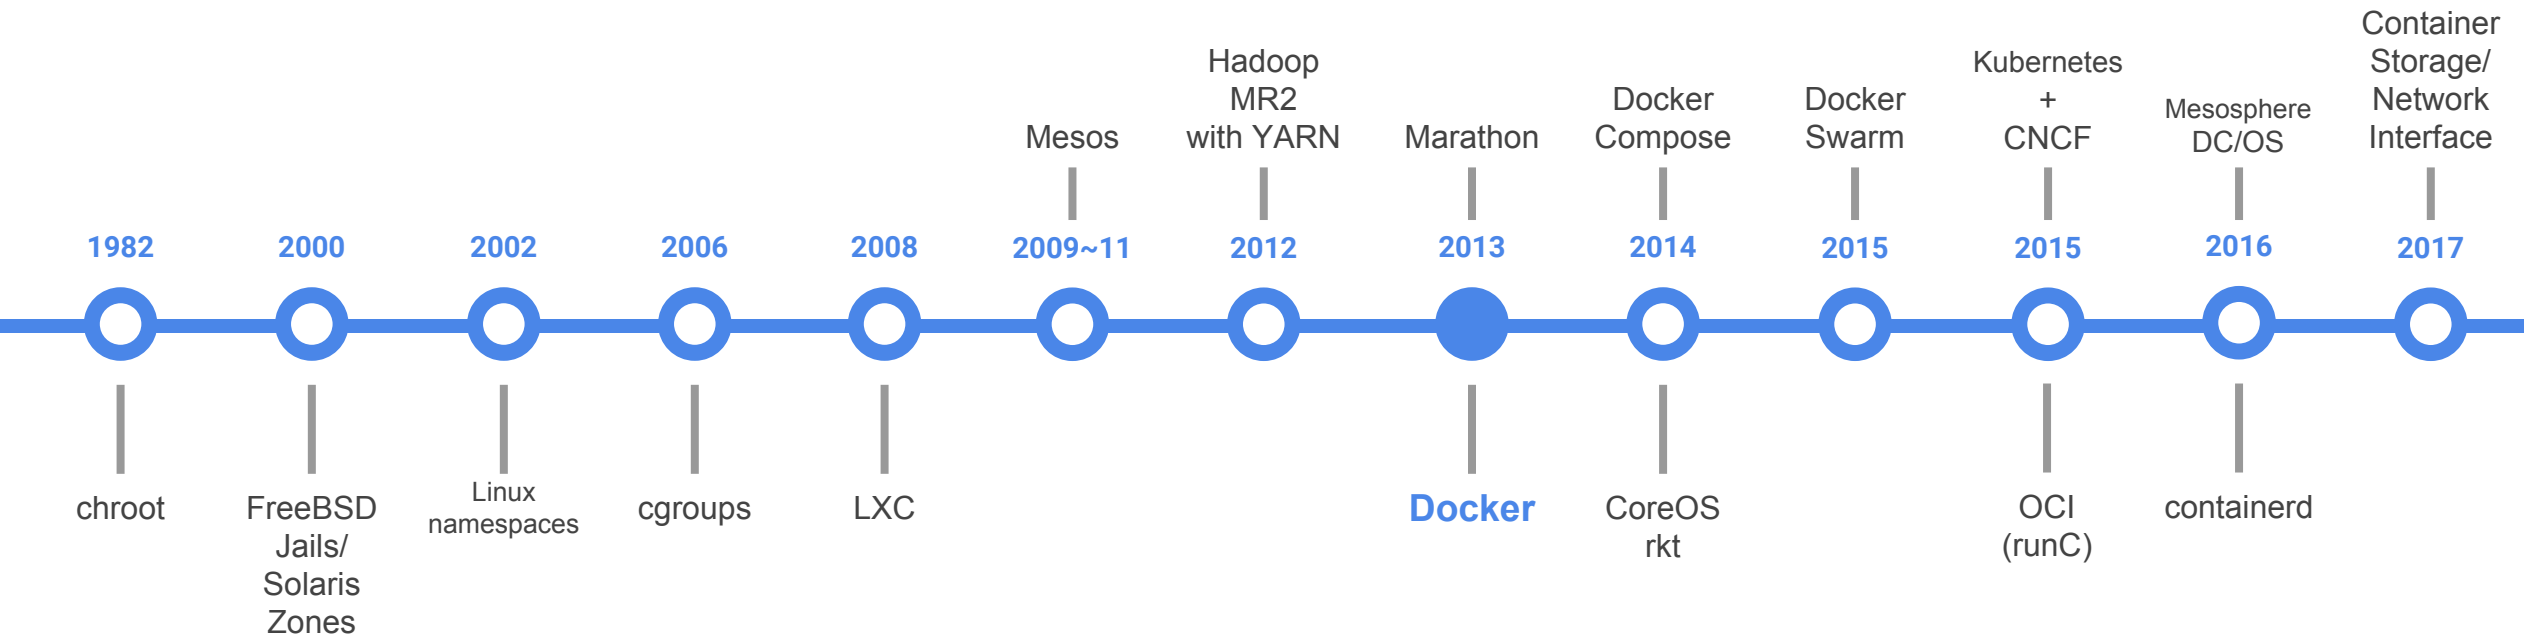 Mesos
Hadoop
MR2
with YARN
Marathon
Docker
Compose
Docker
Swarm
Kubernetes
+
CNCF
Mesosphere
DC/OS
Container
Storage/
Network
Interface
1982
2000
2002
2006
2008
2009~11
2012
2013
2014
2015
2015
2016
2017
chroot
FreeBSD
Jails/
Solaris
Zones
Linux
namespaces
cgroups
LXC
Docker
CoreOS
rkt
OCI
(runC)
containerd